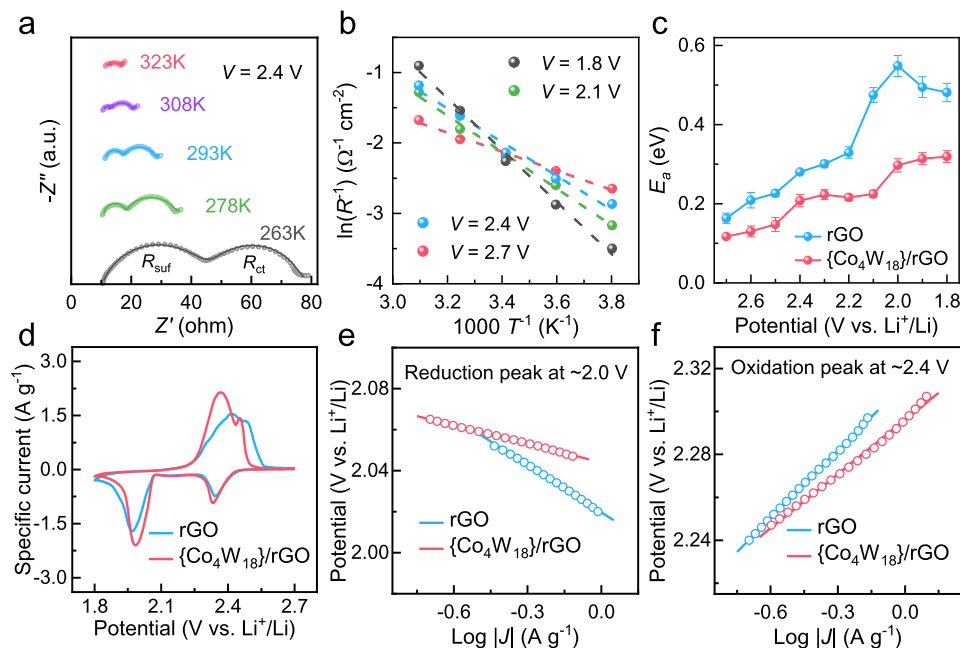 a
-Z″ (a.u.)
323K
V = 2.4 V
308K
293K
278K
263K
R_suf
R_ct
0 20 40 60 80
Z′ (ohm)
b
ln(R⁻¹) (Ω⁻¹ cm⁻²)
-1
-2
-3
-4
V = 1.8 V
V = 2.1 V
V = 2.4 V
V = 2.7 V
3.0 3.2 3.4 3.6 3.8
1000 T⁻¹ (K⁻¹)
c
Eₐ (eV)
0.6
0.4
0.2
0.0
rGO
{Co₄W₁₈}/rGO
2.6 2.4 2.2 2.0 1.8
Potential (V vs. Li⁺/Li)
d
Specific current (A g⁻¹)
3.0
1.5
0.0
-1.5
-3.0
rGO
{Co₄W₁₈}/rGO
1.8 2.1 2.4 2.7
Potential (V vs. Li⁺/Li)
e
Potential (V vs. Li⁺/Li)
2.08
2.04
2.00
Reduction peak at ~2.0 V
rGO
{Co₄W₁₈}/rGO
-0.6 -0.3 0.0
Log |J| (A g⁻¹)
f
Potential (V vs. Li⁺/Li)
2.32
2.28
2.24
Oxidation peak at ~2.4 V
rGO
{Co₄W₁₈}/rGO
-0.6 -0.3 0.0
Log |J| (A g⁻¹)